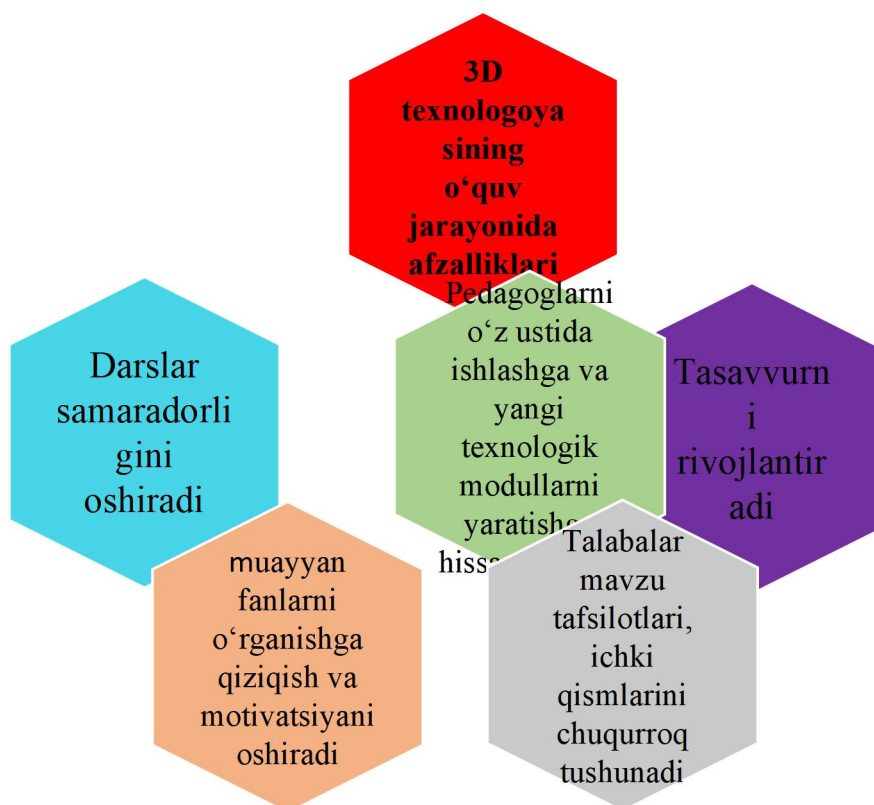 3D
texnologoya
sining
o‘quv
jarayonida
afzalliklari
Pedagoglarni
o‘z ustida
ishlashga va
yangi
texnologik
modullarni
Tasavvurn
i
rivojlantir
adi
Darslar
samaradorli
gini
oshiradi
muayyan
fanlarni
o‘rganishga
qiziqish va
motivatsiyani
oshiradi
Talabalar
mavzu
tafsilotlari,
ichki
qismlarini
chuqurroq
tushunadi